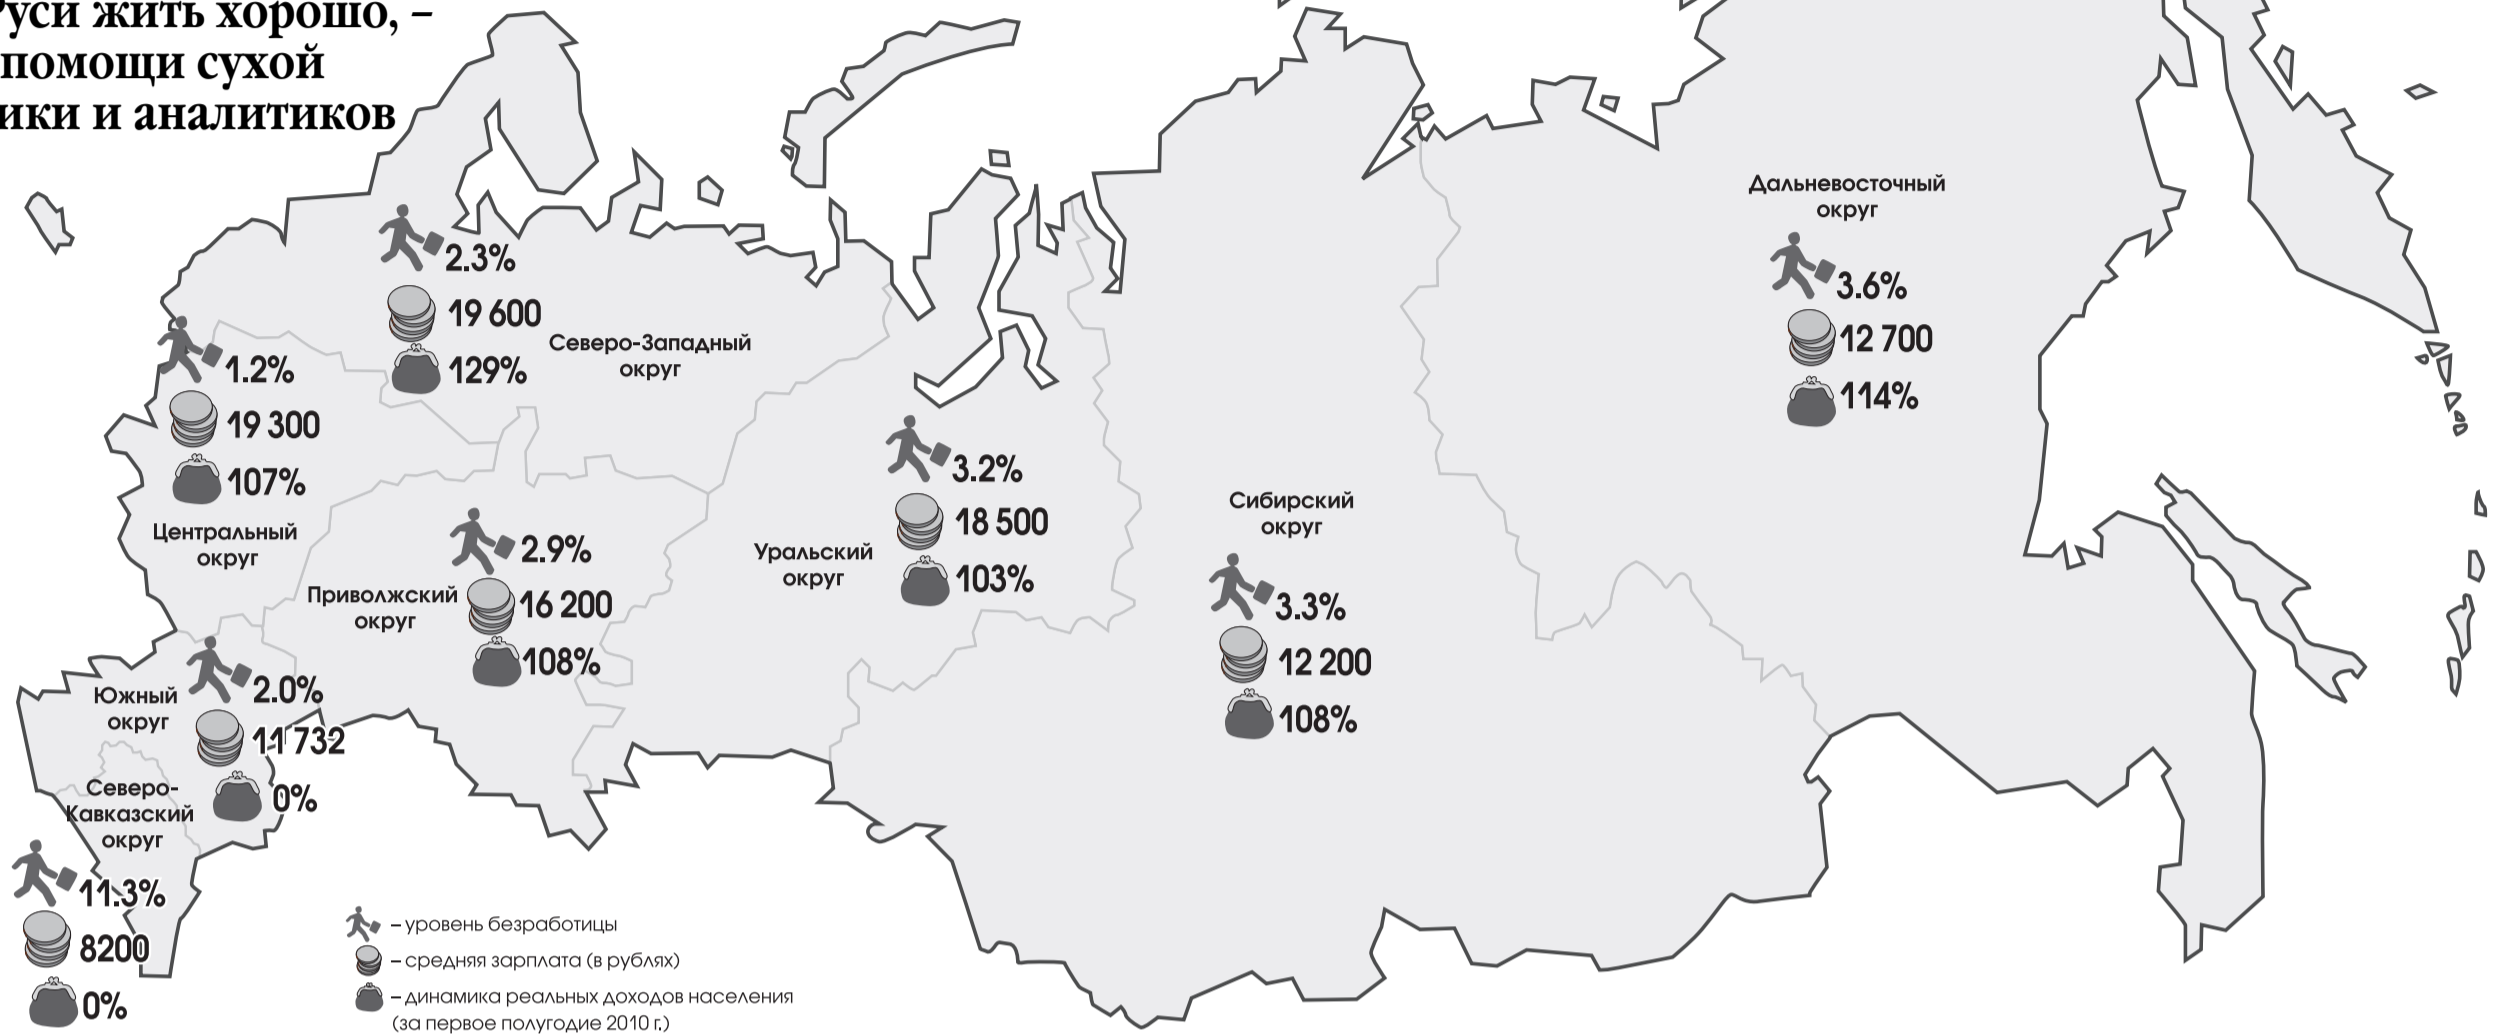 уси жить хорошо, –
помощи сухой
ики и аналитиков
Дальневосточный
округ
3.6%
12 700
114%
2.3%
19 600
129%
Северо-Западный
округ
1.2%
19 300
107%
Центральный
округ
3.2%
18 500
103%
Уральский
округ
Сибирский
округ
3.3%
12 200
108%
2.9%
16 200
108%
Приволжский
округ
Южный
округ
2.0%
11 732
0%
Северо-
Кавказский
округ
11.3%
8200
0%
– уровень безработицы
– средняя зарплата (в рублях)
– динамика реальных доходов населения
(за первое полугодие 2010 г.)